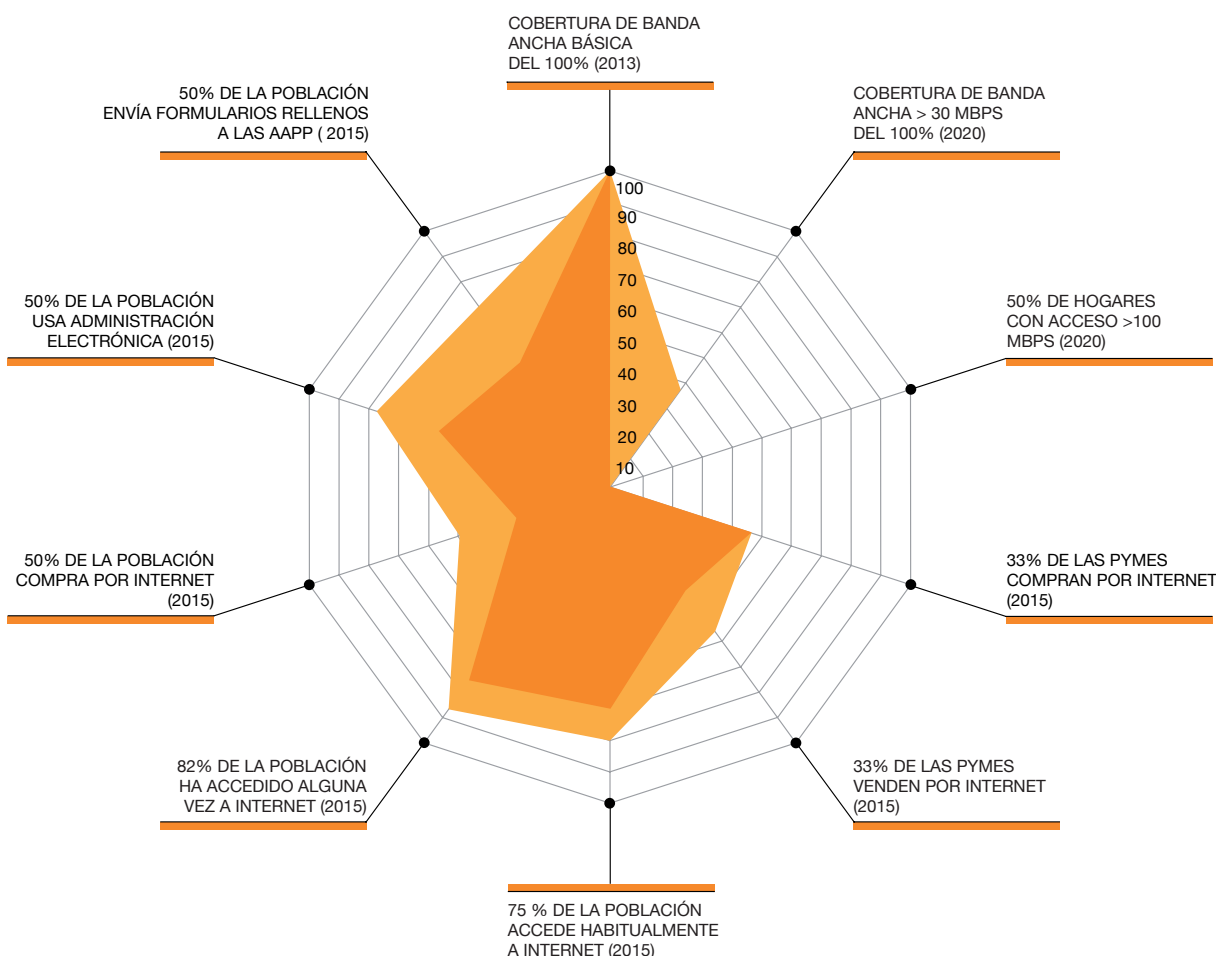 COBERTURA DE BANDA
ANCHA BÁSICA
DEL 100% (2013)
COBERTURA DE BANDA
ANCHA > 30 MBPS
DEL 100% (2020)
50% DE HOGARES
CON ACCESO >100
MBPS (2020)
33% DE LAS PYMES
COMPRAN POR INTERNET
(2015)
33% DE LAS PYMES
VENDEN POR INTERNET
(2015)
75 % DE LA POBLACIÓN
ACCEDE HABITUALMENTE
A INTERNET (2015)
82% DE LA POBLACIÓN
HA ACCEDIDO ALGUNA
VEZ A INTERNET (2015)
50% DE LA POBLACIÓN
COMPRA POR INTERNET
(2015)
50% DE LA POBLACIÓN
USA ADMINISTRACIÓN
ELECTRÓNICA (2015)
50% DE LA POBLACIÓN
ENVÍA FORMULARIOS RELLENOS
A LAS AAPP ( 2015)
100
90
80
70
60
50
40
30
20
10